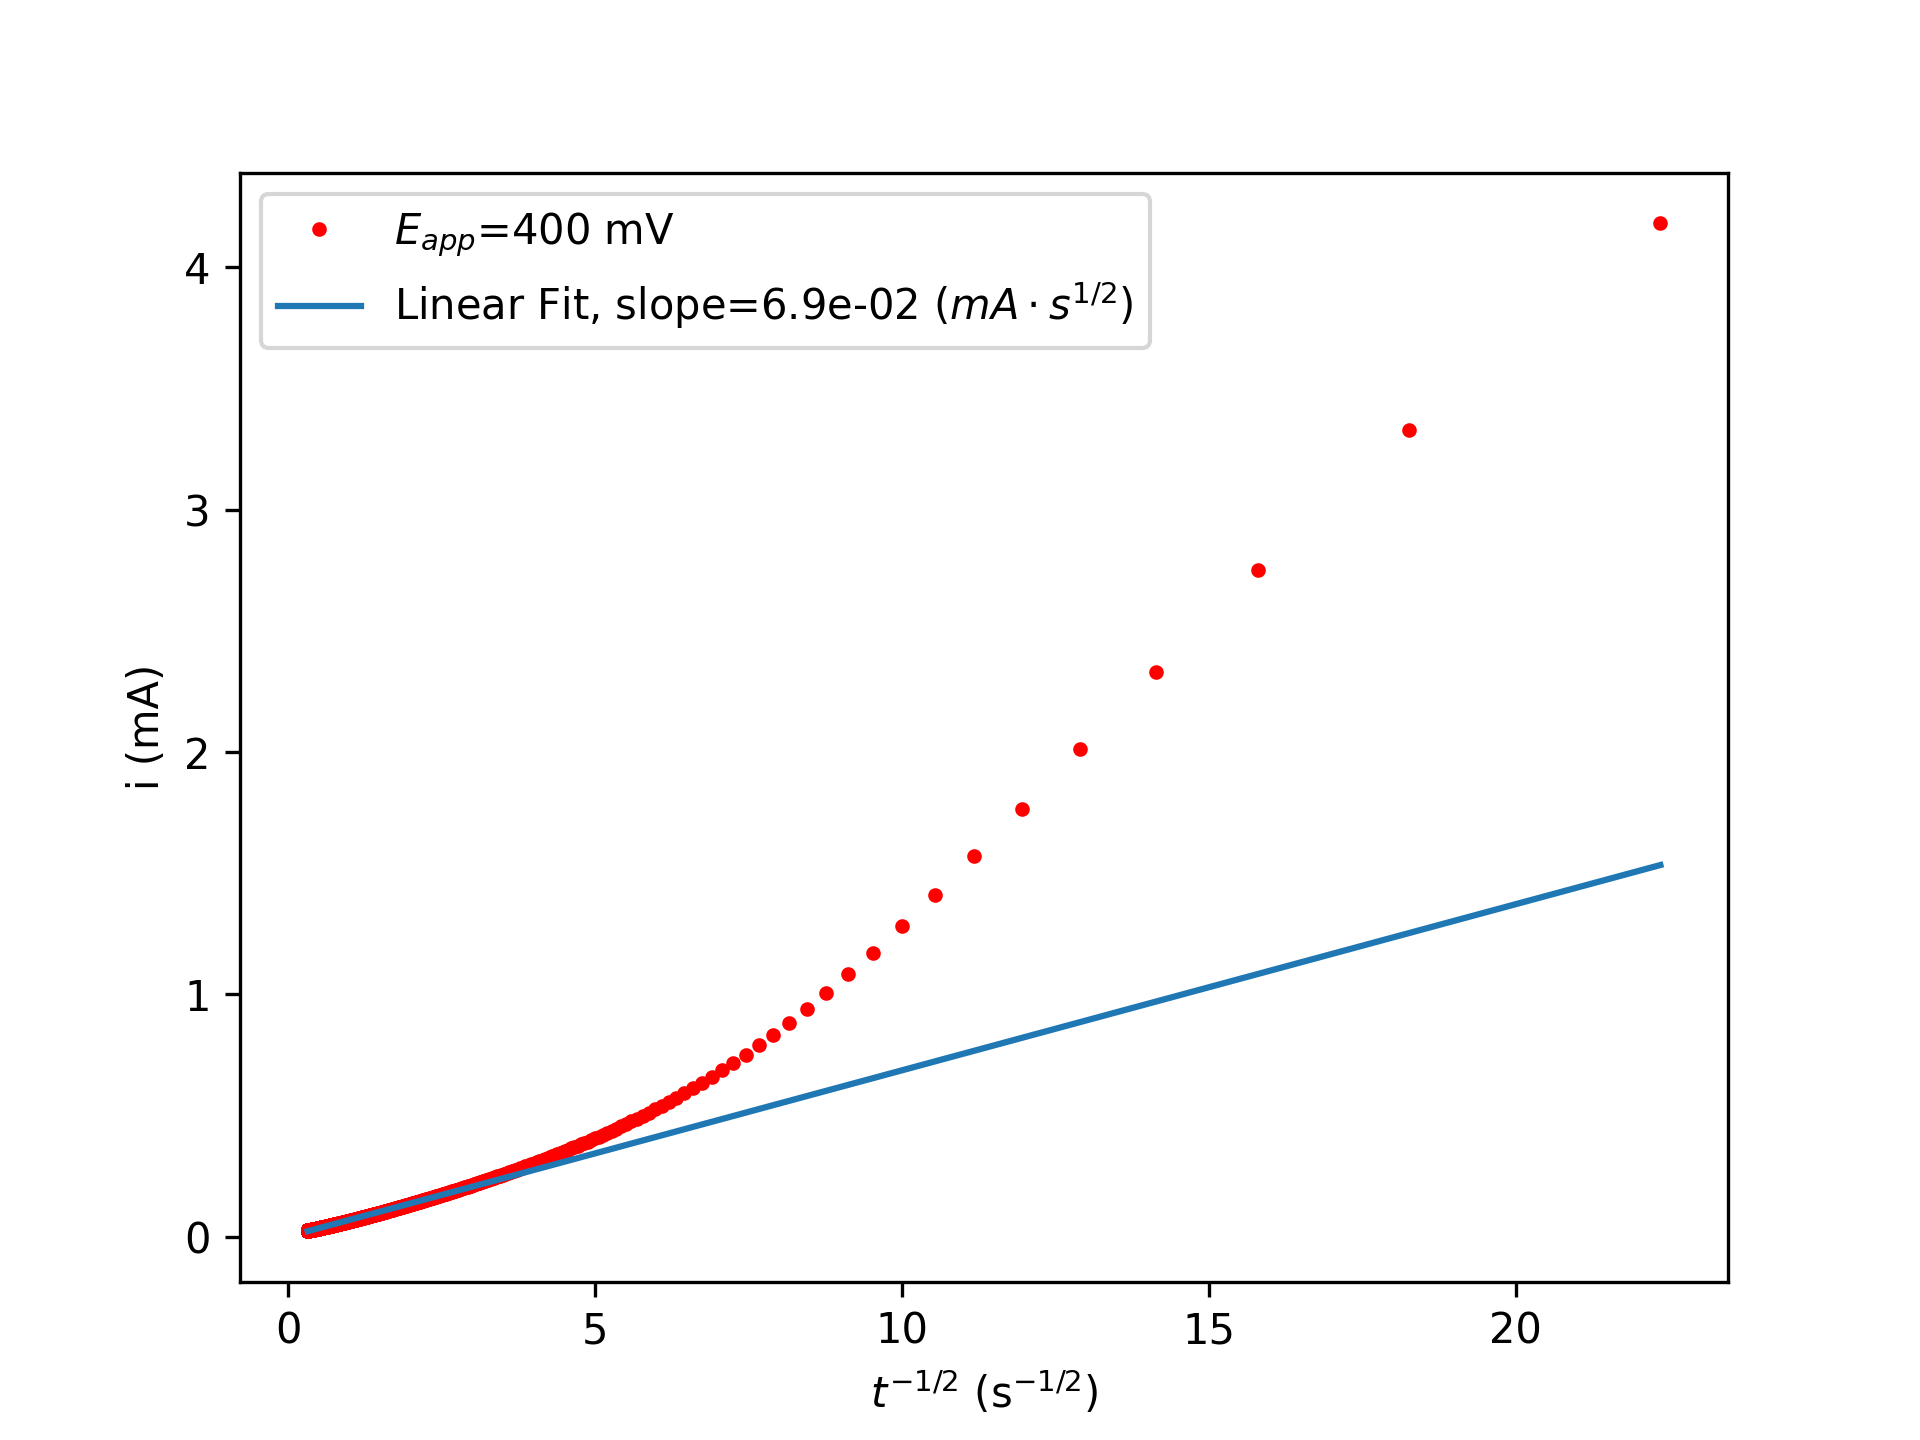 E_app=400 mV
Linear Fit, slope=6.9e-02 (mA · s^1/2)
4
3
2
1
0
i (mA)
0 5 10 15 20
t^−1/2 (s^−1/2)